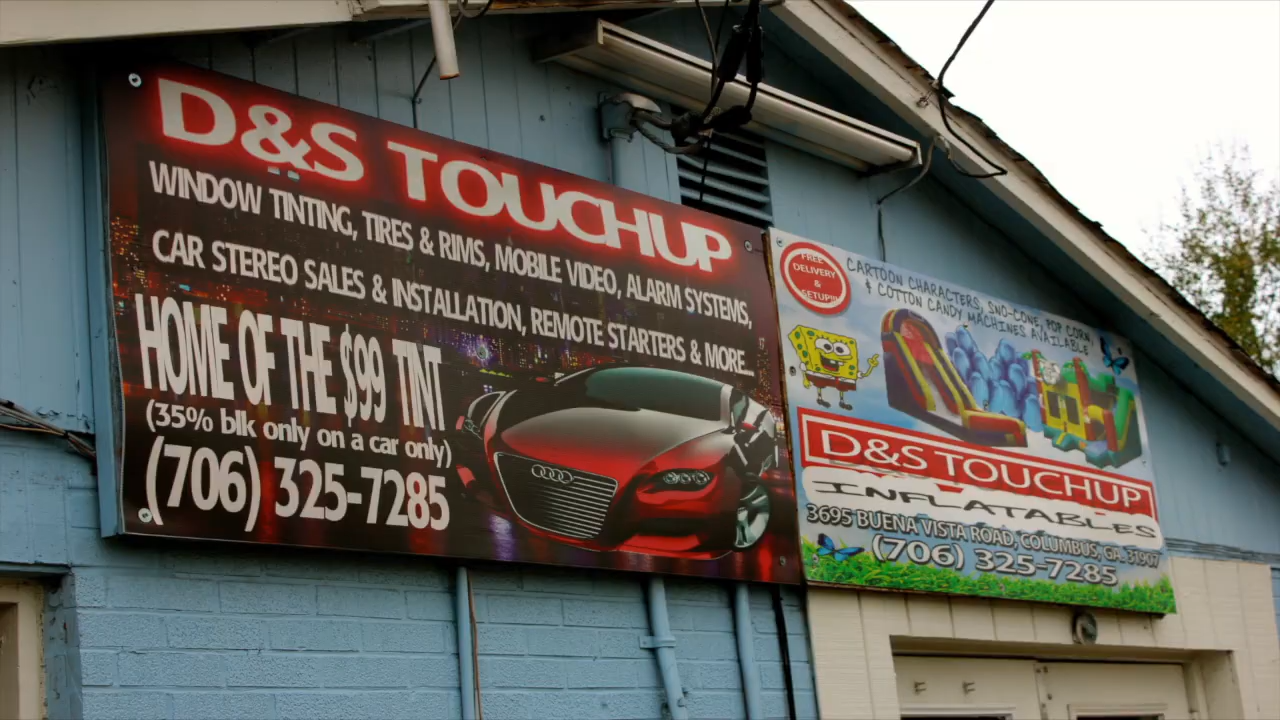 D&S TOUCHUP
WINDOW TINTING, TIRES & RIMS, MOBILE VIDEO, ALARM SYSTEMS,
CAR STEREO SALES & INSTALLATION, REMOTE STARTERS & MORE...
HOME OF THE $99 TINT
(35% blk only on a car only)
(706) 325-7285
FREE
DELIVERY
&
SETUP!!!
CARTOON CHARACTERS, SNO-CONE, POP CORN,
& COTTON CANDY MACHINES AVAILABLE
D&S TOUCHUP
INFLATABLES
3695 BUENA VISTA ROAD, COLUMBUS, GA. 31907
(706) 325-7285